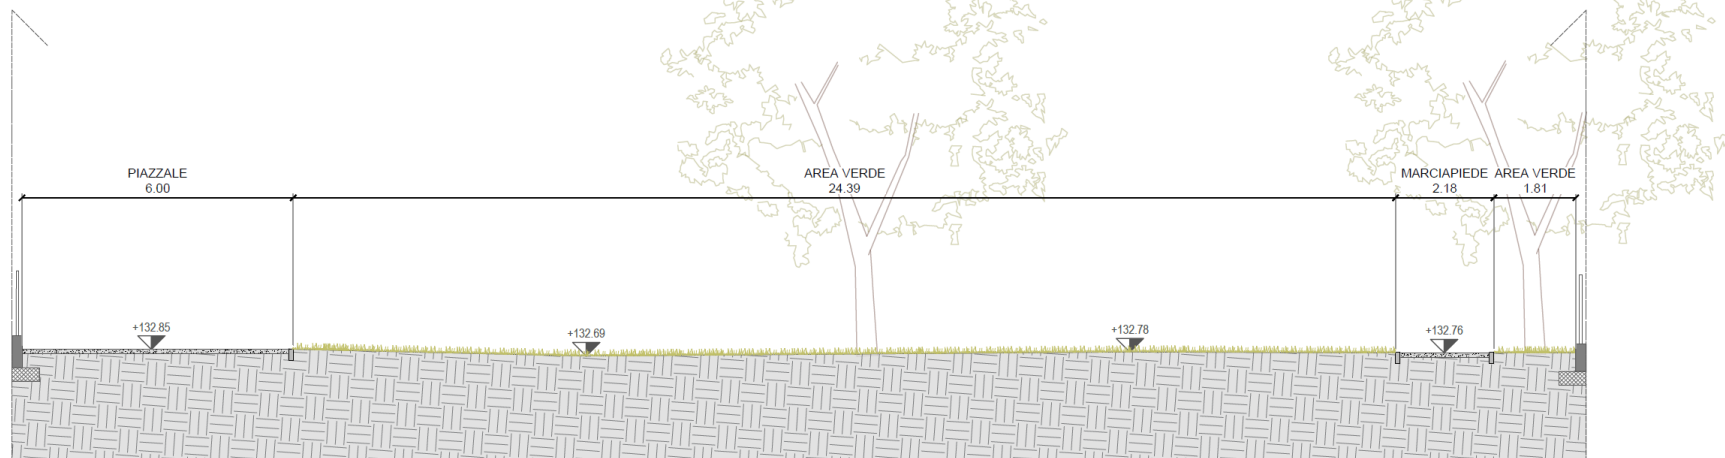 PIAZZALE
6.00
AREA VERDE
24.39
MARCIAPIEDE
2.18
AREA VERDE
1.81
+132.85
+132.69
+132.78
+132.76